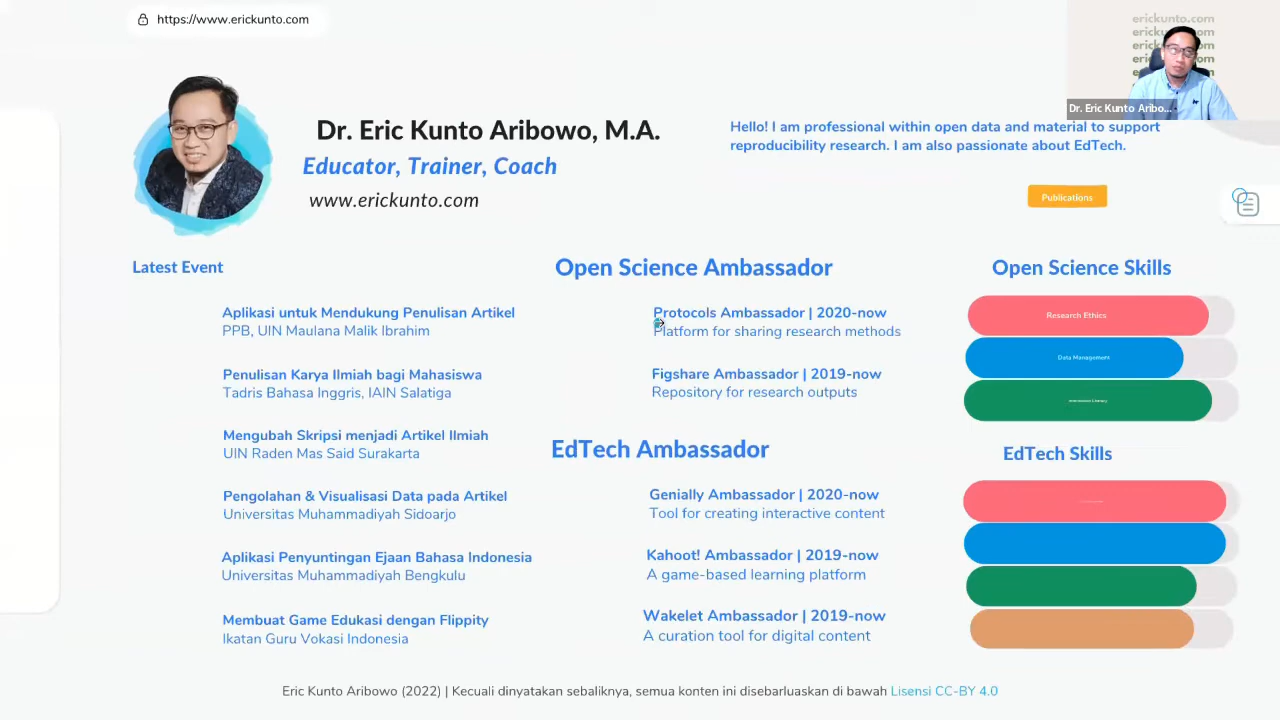 https://www.erickunto.com
erickunto.com
Dr. Eric Kunto Aribo...
Dr. Eric Kunto Aribowo, M.A.
Educator, Trainer, Coach
www.erickunto.com
Hello! I am professional within open data and material to support
reproducibility research. I am also passionate about EdTech.
Publications
Latest Event
Aplikasi untuk Mendukung Penulisan Artikel
PPB, UIN Maulana Malik Ibrahim
Penulisan Karya Ilmiah bagi Mahasiswa
Tadris Bahasa Inggris, IAIN Salatiga
Mengubah Skripsi menjadi Artikel Ilmiah
UIN Raden Mas Said Surakarta
Pengolahan & Visualisasi Data pada Artikel
Universitas Muhammadiyah Sidoarjo
Aplikasi Penyuntingan Ejaan Bahasa Indonesia
Universitas Muhammadiyah Bengkulu
Membuat Game Edukasi dengan Flippity
Ikatan Guru Vokasi Indonesia
Open Science Ambassador
Protocols Ambassador | 2020-now
Platform for sharing research methods
Figshare Ambassador | 2019-now
Repository for research outputs
EdTech Ambassador
Genially Ambassador | 2020-now
Tool for creating interactive content
Kahoot! Ambassador | 2019-now
A game-based learning platform
Wakelet Ambassador | 2019-now
A curation tool for digital content
Open Science Skills
Research Ethics
Data Management
EdTech Skills
Eric Kunto Aribowo (2022) | Kecuali dinyatakan sebaliknya, semua konten ini disebarluaskan di bawah Lisensi CC-BY 4.0